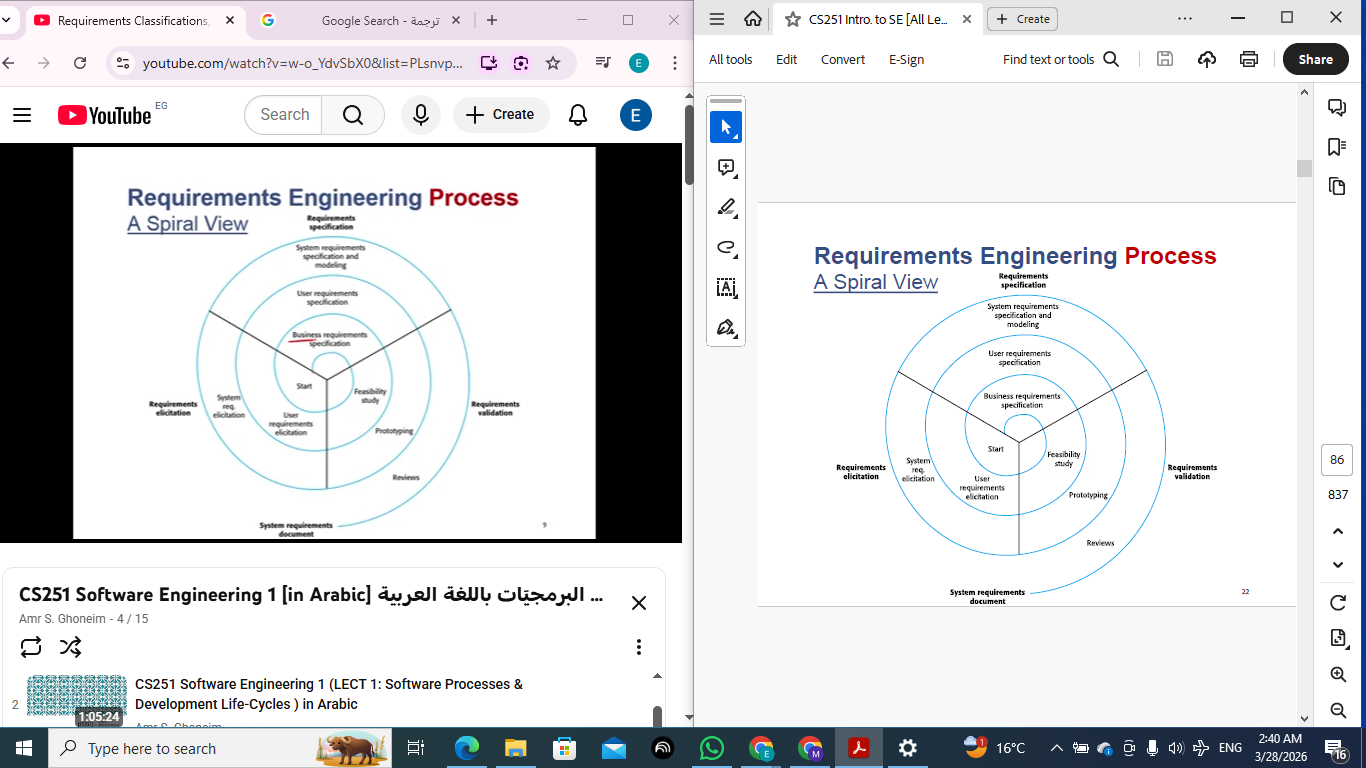 Requirements Classifications,
Google Search - ترجمة
youtube.com/watch?v=w-o_YdvSbX0&list=PLsnvp...
E
YouTube
EG
Search
Create
E
Requirements Engineering Process
A Spiral View
Requirements
specification
System requirements
specification and
modeling
User requirements
specification
Business requirements
specification
Start
Feasibility
study
Requirements
elicitation
System
req.
elicitation
User
requirements
elicitation
Requirements
validation
Prototyping
Reviews
System requirements
document
9
CS251 Software Engineering 1 [in Arabic] البرمجيّات باللغة العربية ...
Amr S. Ghoneim - 4 / 15
2
1:05:24
CS251 Software Engineering 1 (LECT 1: Software Processes &
Development Life-Cycles ) in Arabic
Amr S. Ghoneim
CS251 Intro. to SE [All Le...
Create
All tools
Edit
Convert
E-Sign
Find text or tools
Share
Requirements Engineering Process
A Spiral View
Requirements
specification
System requirements
specification and
modeling
User requirements
specification
Business requirements
specification
Start
Feasibility
study
Requirements
elicitation
System
req.
elicitation
User
requirements
elicitation
Requirements
validation
Prototyping
Reviews
System requirements
document
22
86
837
Type here to search
E
M
1
16°C
ENG
2:40 AM
3/28/2026
16